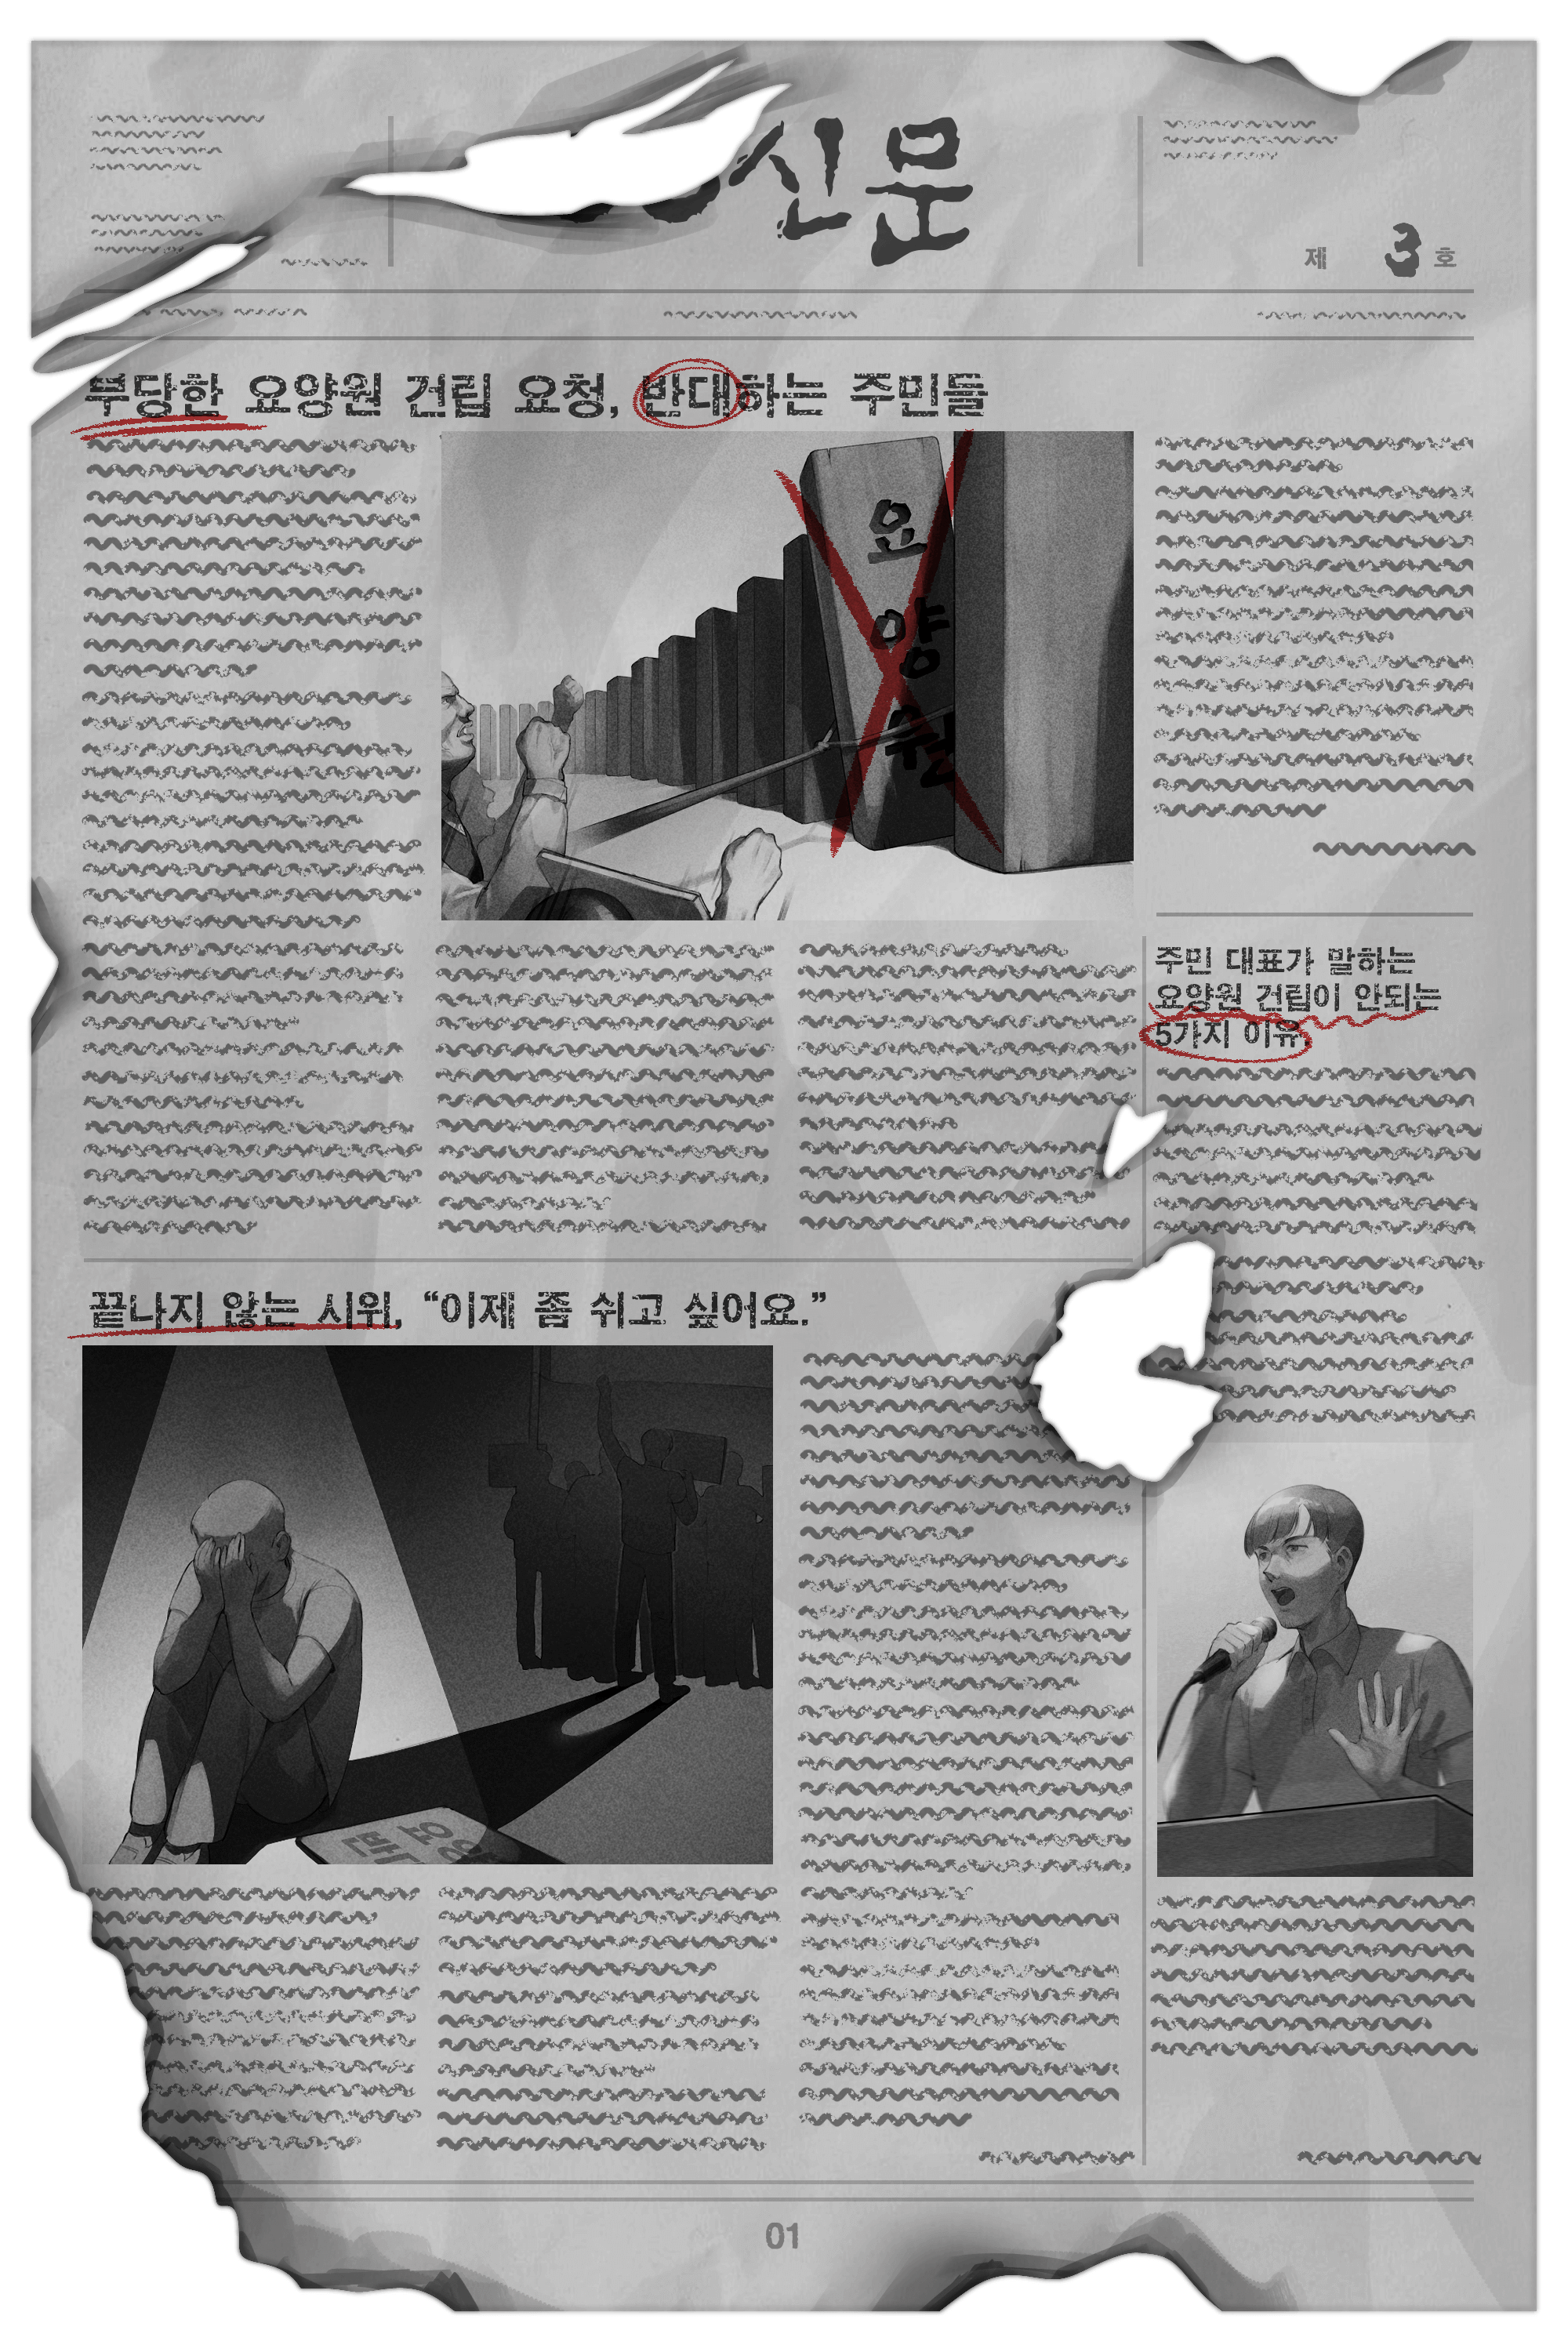 신문
제 3 호
부당한 요양원 건립 요청, 반대하는 주민들
요
양
원
주민 대표가 말하는
요양원 건립이 안되는
5가지 이유.
끝나지 않는 시위, “이제 좀 쉬고 싶어요.”
01